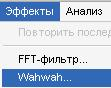 Эффекты Анализ
Повторить послед
FFT-фильтр...
Wahwah...